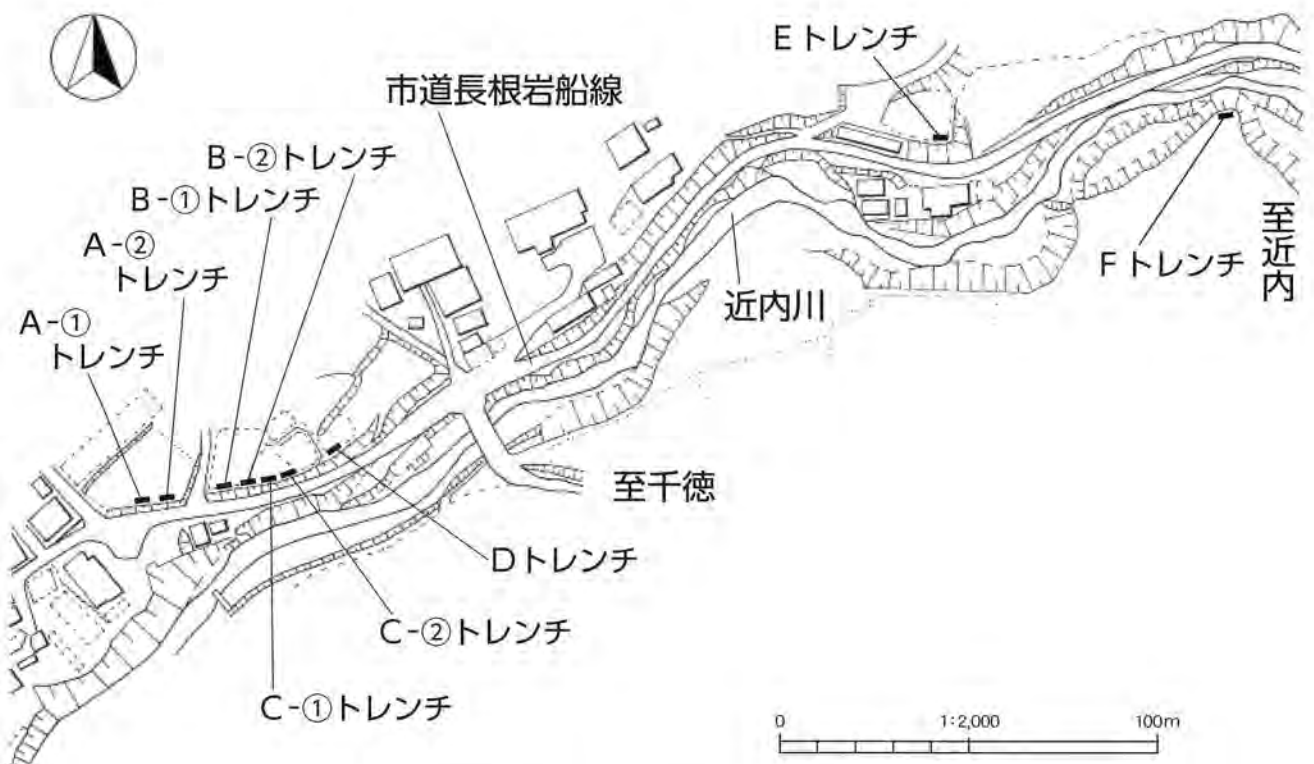 Eトレンチ
市道長根岩船線
B-②トレンチ
B-①トレンチ
A-②
トレンチ
A-①
トレンチ
至近内
Fトレンチ
近内川
至千徳
Dトレンチ
C-②トレンチ
C-①トレンチ
0
1:2,000
100m